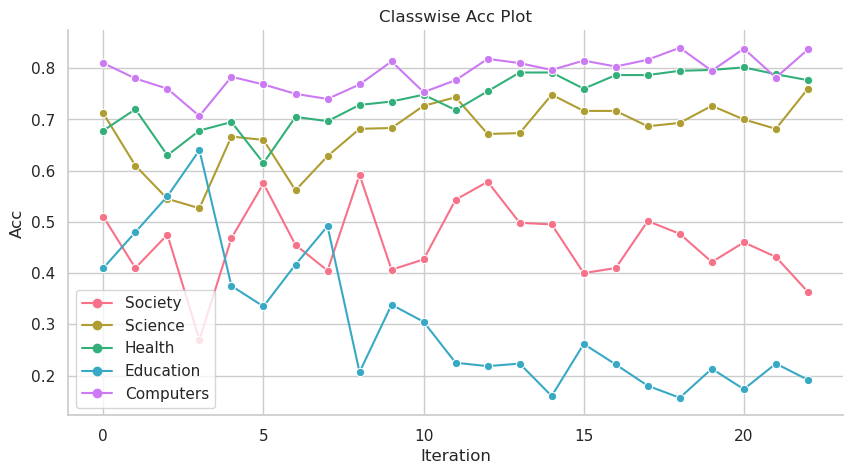 Classwise Acc Plot
0.8
0.7
0.6
0.5
0.4
0.3
0.2
Acc
Society
Science
Health
Education
Computers
0 5 10 15 20
Iteration